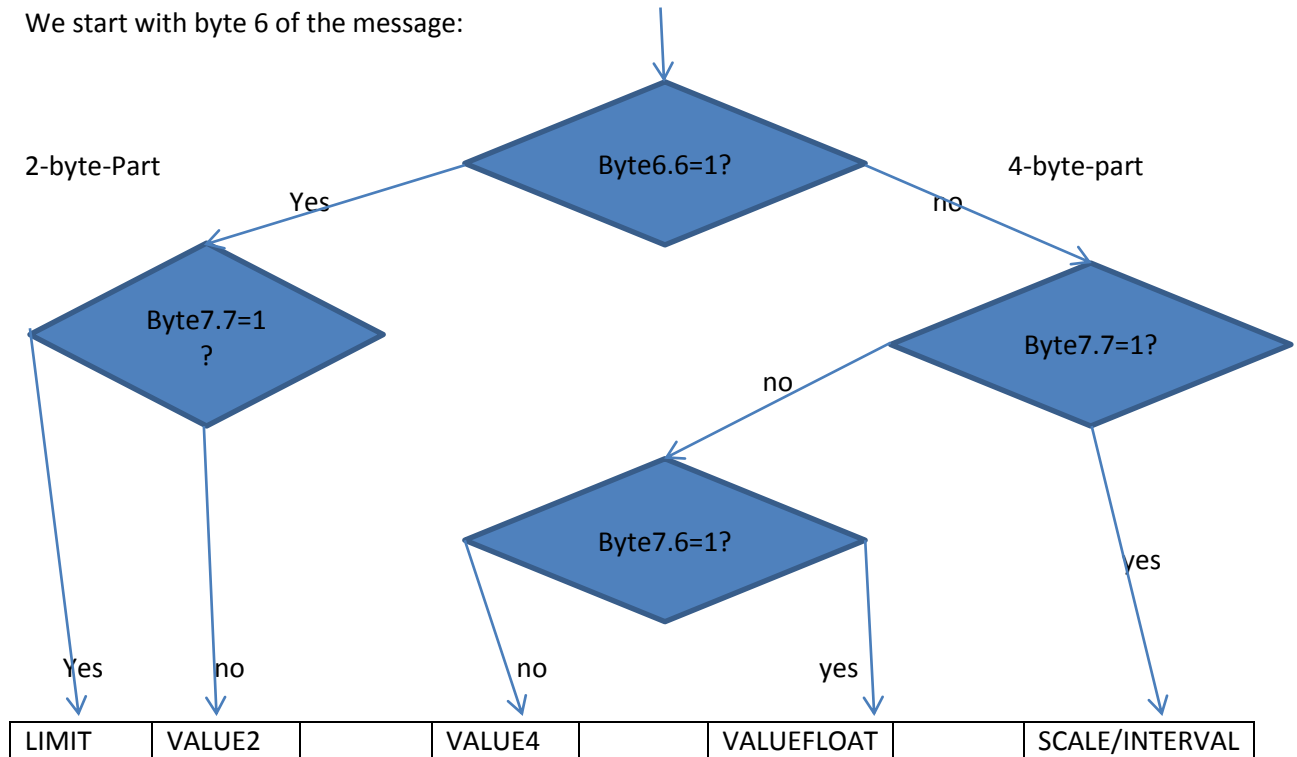 We start with byte 6 of the message:
Byte6.6=1?
2-byte-Part
4-byte-part
Yes
no
Byte7.7=1
?
Byte7.7=1?
no
Byte7.6=1?
yes
Yes
no
no
yes
LIMIT VALUE2 VALUE4 VALUEFLOAT SCALE/INTERVAL